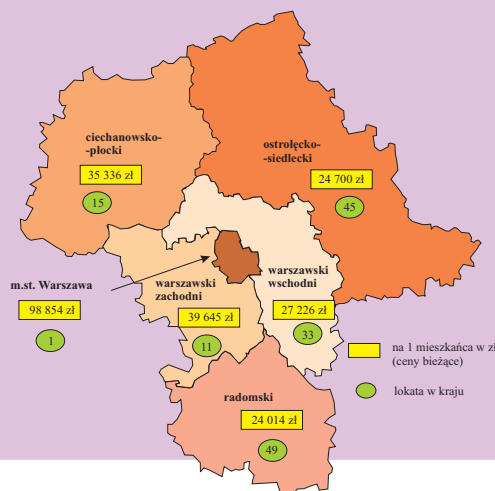 ciechanowsko-
-płocki
35 336 zł
15
ostrołęcko-
-siedlecki
24 700 zł
45
m.st. Warszawa
98 854 zł
1
warszawski
zachodni
39 645 zł
11
warszawski
wschodni
27 226 zł
33
radomski
24 014 zł
49
na 1 mieszkańca w zł
(ceny bieżące)
lokata w kraju